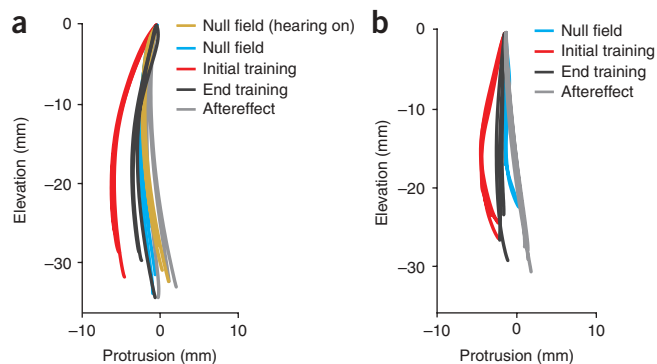 a
Null field (hearing on)
Null field
Initial training
End training
Aftereffect
0
−10
−20
−30
Elevation (mm)
−10 0 10
Protrusion (mm)
b
Null field
Initial training
End training
Aftereffect
0
−10
−20
−30
Elevation (mm)
−10 0 10
Protrusion (mm)